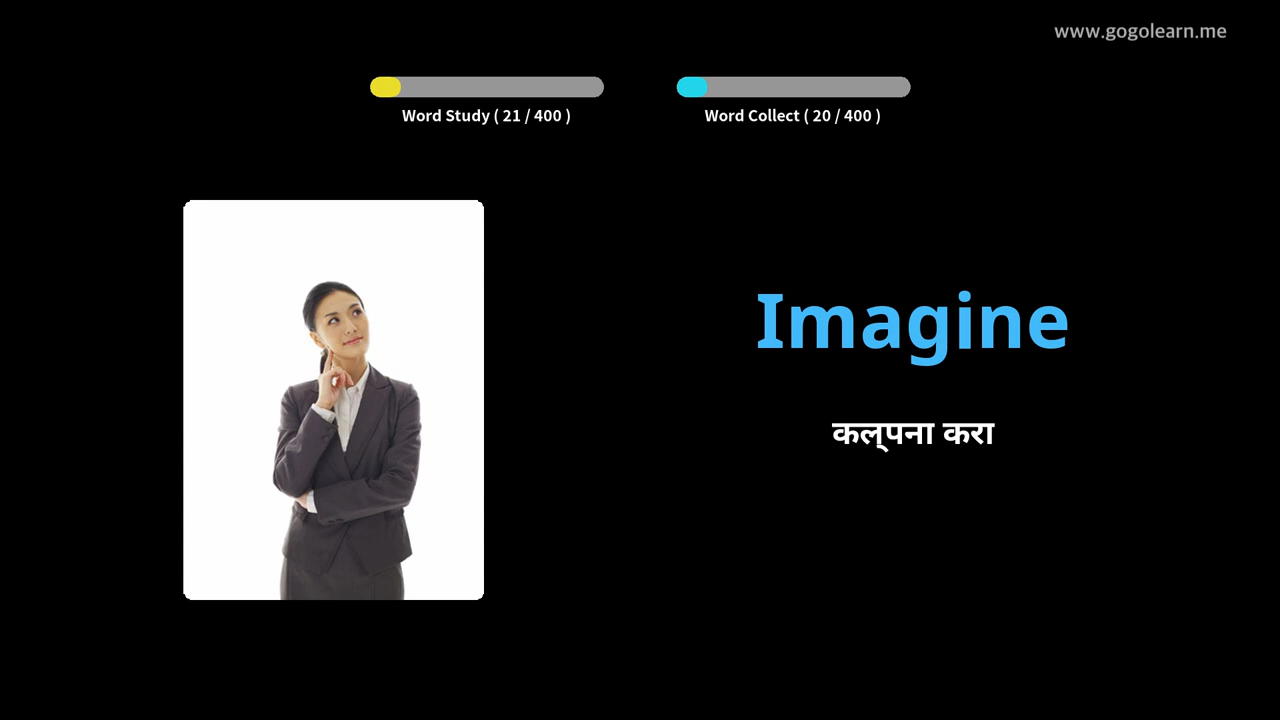 www.gogolearn.me
Word Study ( 21 / 400 )
Word Collect ( 20 / 400 )
Imagine
कल्पना करा